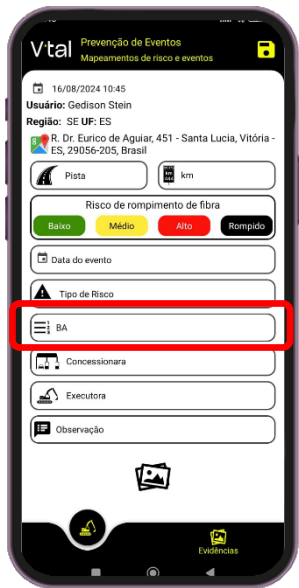 V.tal Prevenção de Eventos
Mapeamentos de risco e eventos
16/08/2024 10:45
Usuário: Gedison Stein
Região: SE UF: ES
R. Dr. Eurico de Aguiar, 451 - Santa Lucia, Vitória -
ES, 29056-205, Brasil
Pista km
Risco de rompimento de fibra
Baixo Médio Alto Rompido
Data do evento
Tipo de Risco
BA
Concessionara
Executora
Observação
Evidências